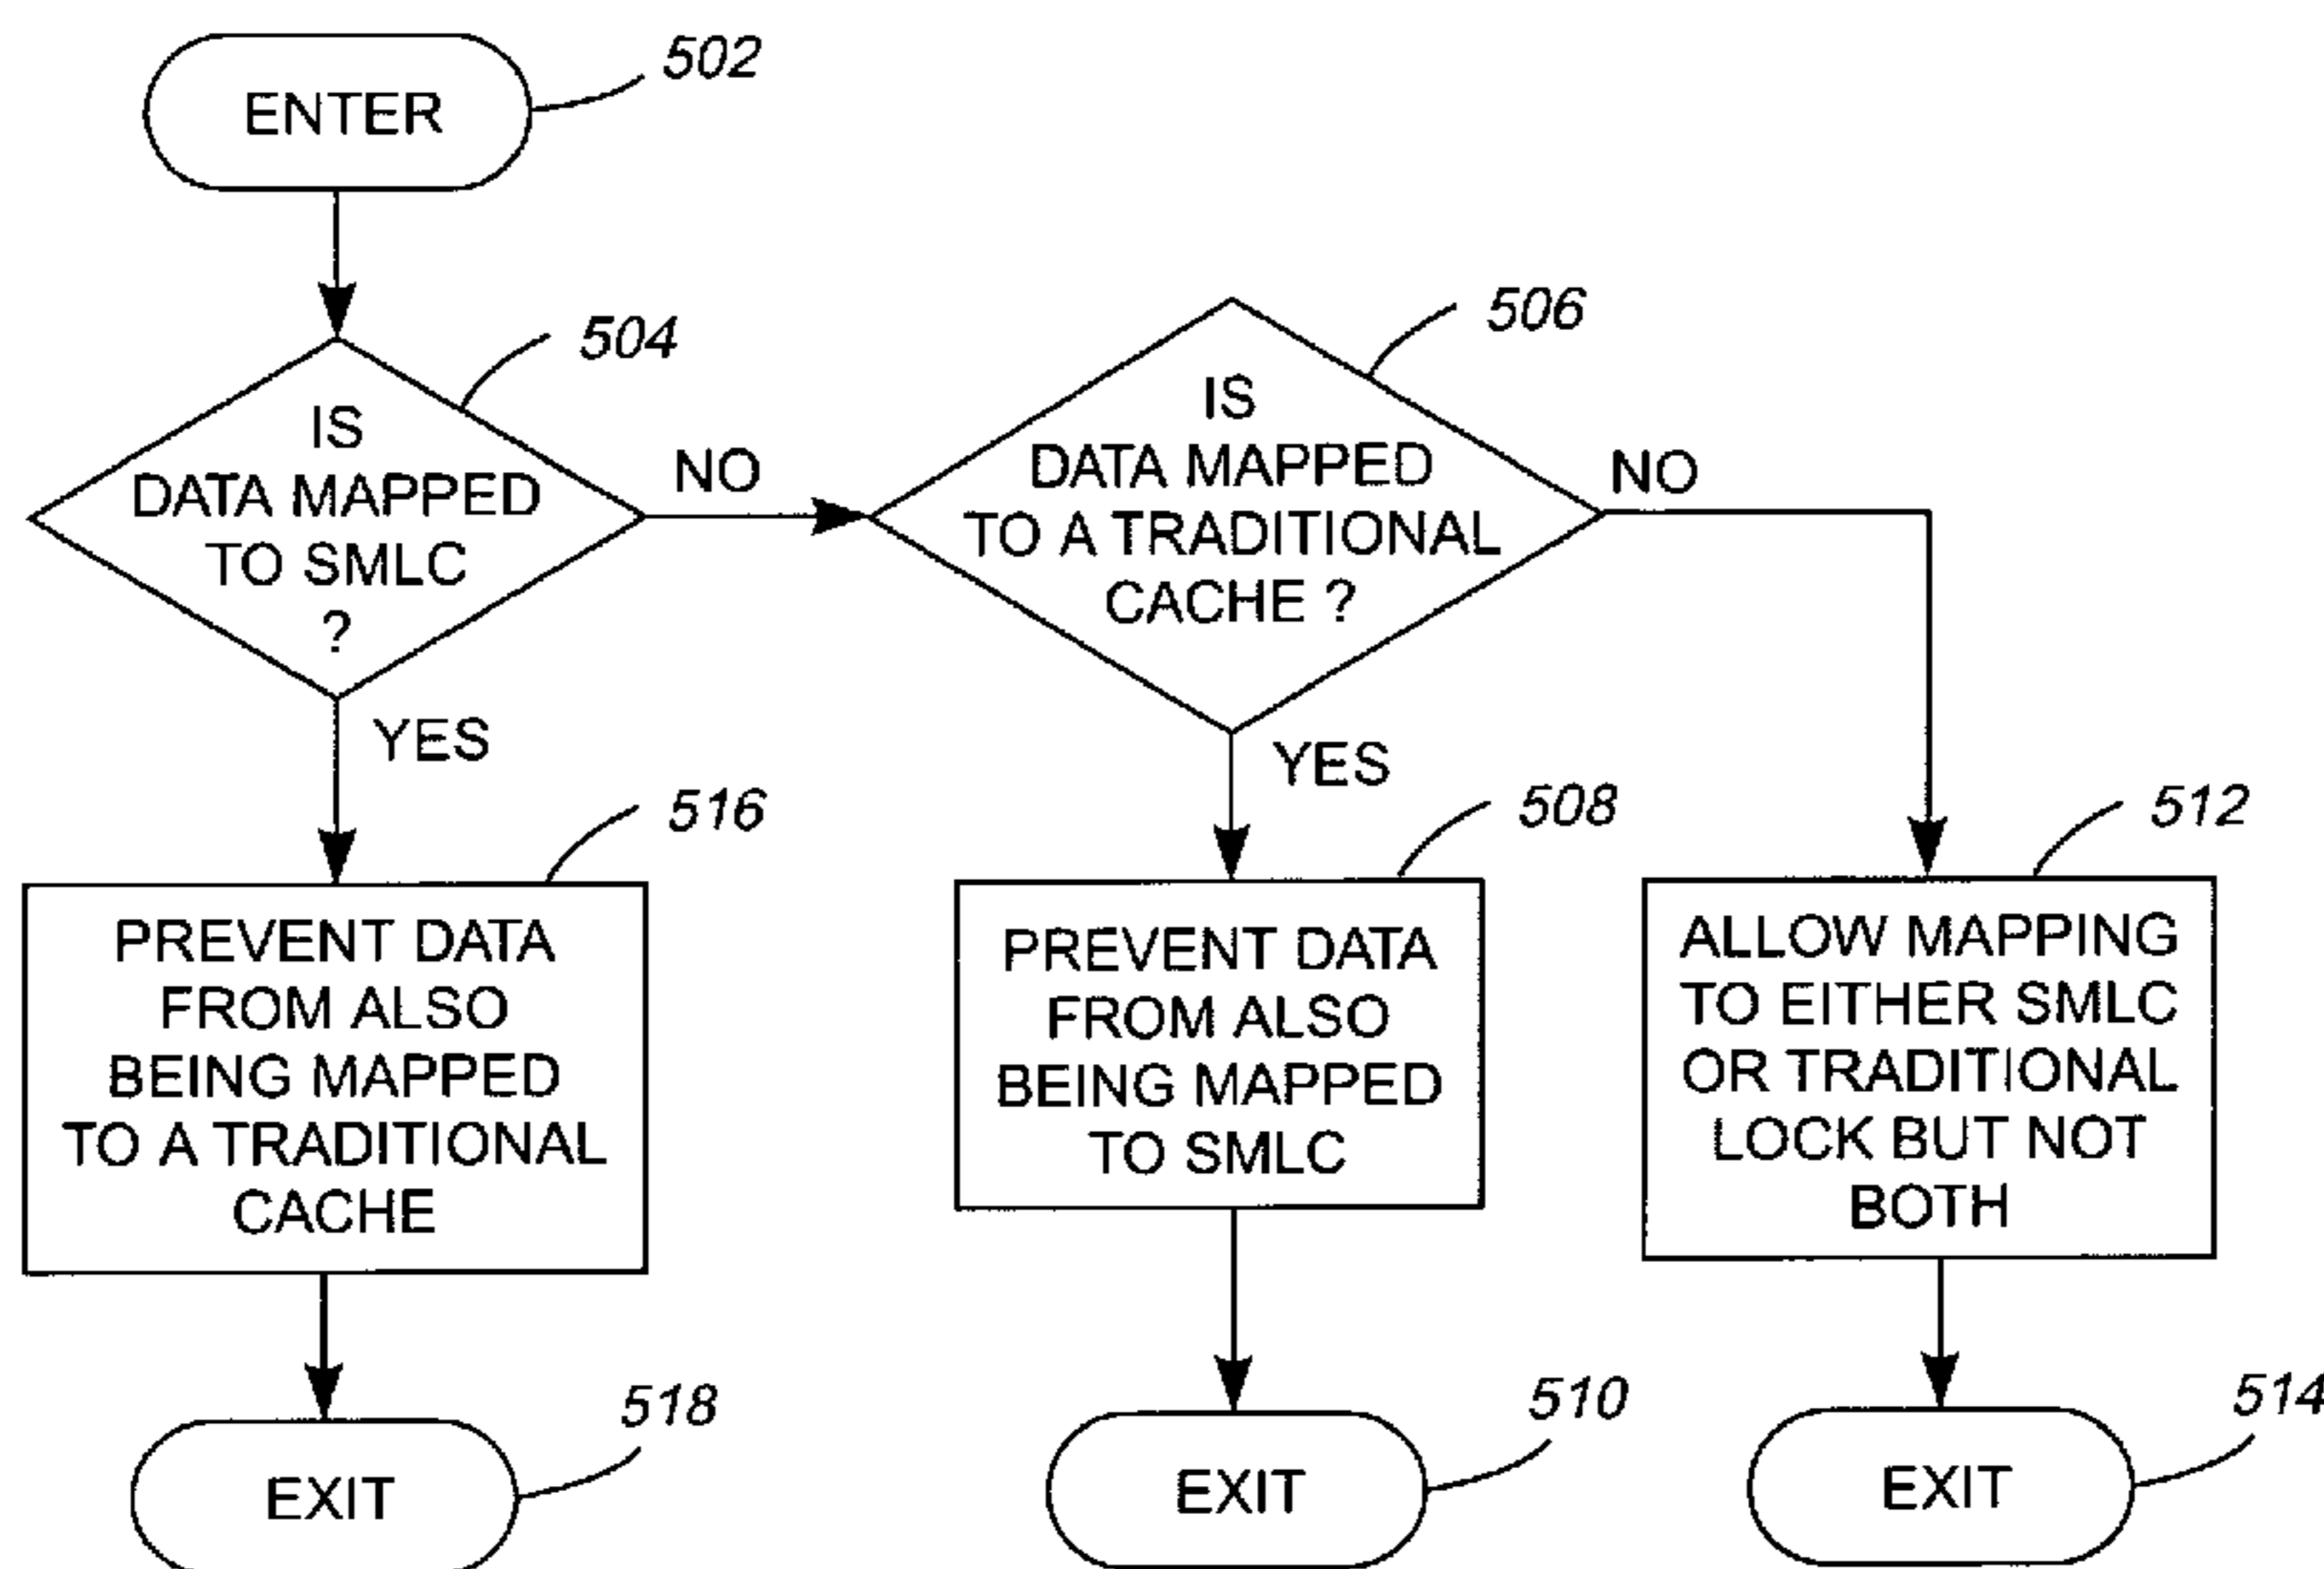 ENTER
502
IS
DATA MAPPED
TO SMLC
?
504
NO
YES
IS
DATA MAPPED
TO A TRADITIONAL
CACHE ?
506
NO
YES
PREVENT DATA
FROM ALSO
BEING MAPPED
TO A TRADITIONAL
CACHE
516
PREVENT DATA
FROM ALSO
BEING MAPPED
TO SMLC
508
ALLOW MAPPING
TO EITHER SMLC
OR TRADITIONAL
LOCK BUT NOT
BOTH
512
EXIT
518
EXIT
510
EXIT
514